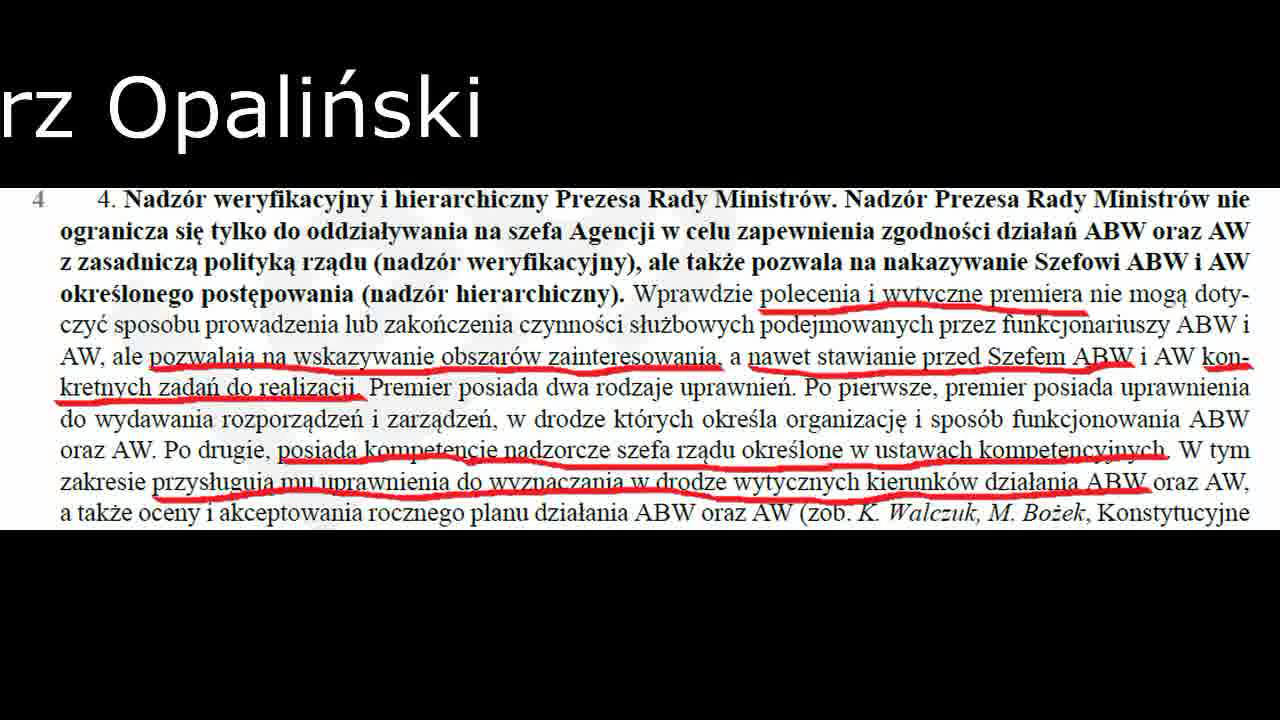 rz Opaliński
4 4. Nadzór weryfikacyjny i hierarchiczny Prezesa Rady Ministrów. Nadzór Prezesa Rady Ministrów nie
ogranicza się tylko do oddziaływania na szefa Agencji w celu zapewnienia zgodności działań ABW oraz AW
z zasadniczą polityką rządu (nadzór weryfikacyjny), ale także pozwala na nakazywanie Szefowi ABW i AW
określonego postępowania (nadzór hierarchiczny). Wprawdzie polecenia i wytyczne premiera nie mogą doty-
czyć sposobu prowadzenia lub zakończenia czynności służbowych podejmowanych przez funkcjonariuszy ABW i
AW, ale pozwalają na wskazywanie obszarów zainteresowania, a nawet stawianie przed Szefem ABW i AW kon-
kretnych zadań do realizacji. Premier posiada dwa rodzaje uprawnień. Po pierwsze, premier posiada uprawnienia
do wydawania rozporządzeń i zarządzeń, w drodze których określa organizację i sposób funkcjonowania ABW
oraz AW. Po drugie, posiada kompetencje nadzorcze szefa rządu określone w ustawach kompetencyjnych. W tym
zakresie przysługują mu uprawnienia do wyznaczania w drodze wytycznych kierunków działania ABW oraz AW,
a także oceny i akceptowania rocznego planu działania ABW oraz AW (zob. K. Walczuk, M. Bożek, Konstytucyjne